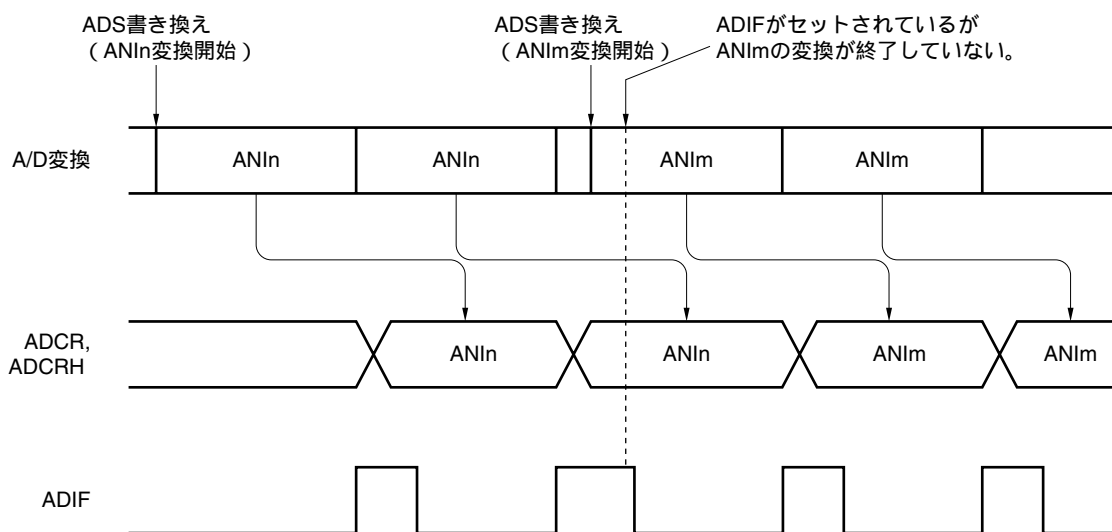 ADS書き換え
（ANIn変換開始）
ADS書き換え
（ANIm変換開始）
ADIFがセットされているが
ANImの変換が終了していない。
A/D変換
ANIn
ANIn
ANIm
ANIm
ADCR,
ADCRH
ANIn
ANIn
ANIm
ANIm
ADIF